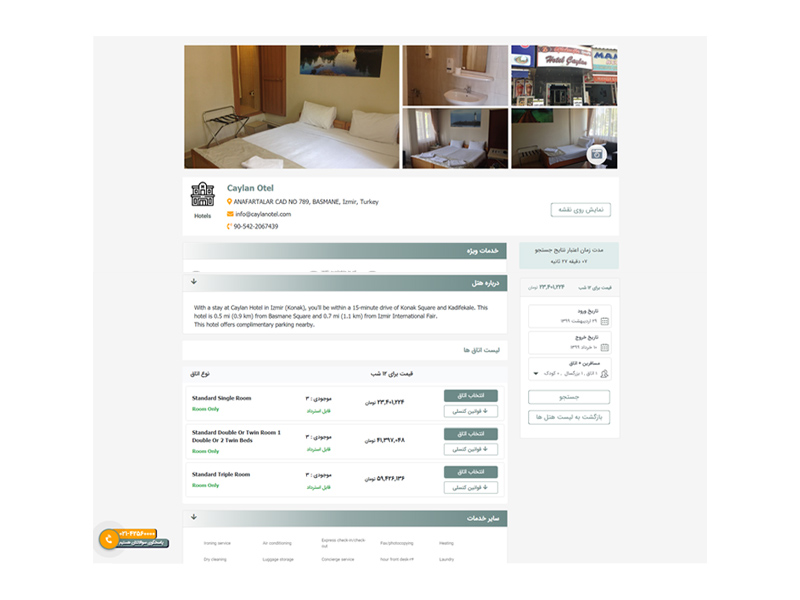 Hotel Caylan
Hotels
Caylan Otel
ANAFARTALAR CAD NO 789, BASMANE, Izmir, Turkey
info@caylanotel.com
90-542-2067439
نمایش روی نقشه
خدمات ویژه
درباره هتل
With a stay at Caylan Hotel in Izmir (Konak), you'll be within a 15-minute drive of Konak Square and Kadifekale. This
hotel is 0.5 mi (0.9 km) from Basmane Square and 0.7 mi (1.1 km) from Izmir International Fair.
This hotel offers complimentary parking nearby.
لیست اتاق ها
نوع اتاق
قیمت برای ۱۲ شب
Standard Single Room
Room Only
موجودی : ۳
قابل استرداد
۲۳,۴۰۱,۲۲۴ تومان
انتخاب اتاق
قوانین کنسلی
Standard Double Or Twin Room 1
Double Or 2 Twin Beds
Room Only
موجودی : ۳
قابل استرداد
۴۱,۳۹۷,۰۴۸ تومان
انتخاب اتاق
قوانین کنسلی
Standard Triple Room
Room Only
موجودی : ۳
قابل استرداد
۵۹,۴۲۶,۱۳۶ تومان
انتخاب اتاق
قوانین کنسلی
سایر خدمات
Ironing service
Air conditioning
Express check-in/check-
out
Fax/photocopying
Heating
Dry cleaning
Luggage storage
Concierge service
Laundry
مدت زمان اعتبار نتایج جستجو
۰۷ دقیقه ۲۷ ثانیه
قیمت برای ۱۲ شب
۲۳,۴۰۱,۲۲۴ تومان
تاریخ ورود
۲۹ اردیبهشت ۱۳۹۹
تاریخ خروج
۱۰ خرداد ۱۳۹۹
مسافرین + اتاق
۱ اتاق , ۱ بزرگسال , ۰ کودک
جستجو
بازگشت به لیست هتل ها
۰۲۱-۴۲۵۶۰۰۰۰
پاسخگوی سوالاتتان هستیم